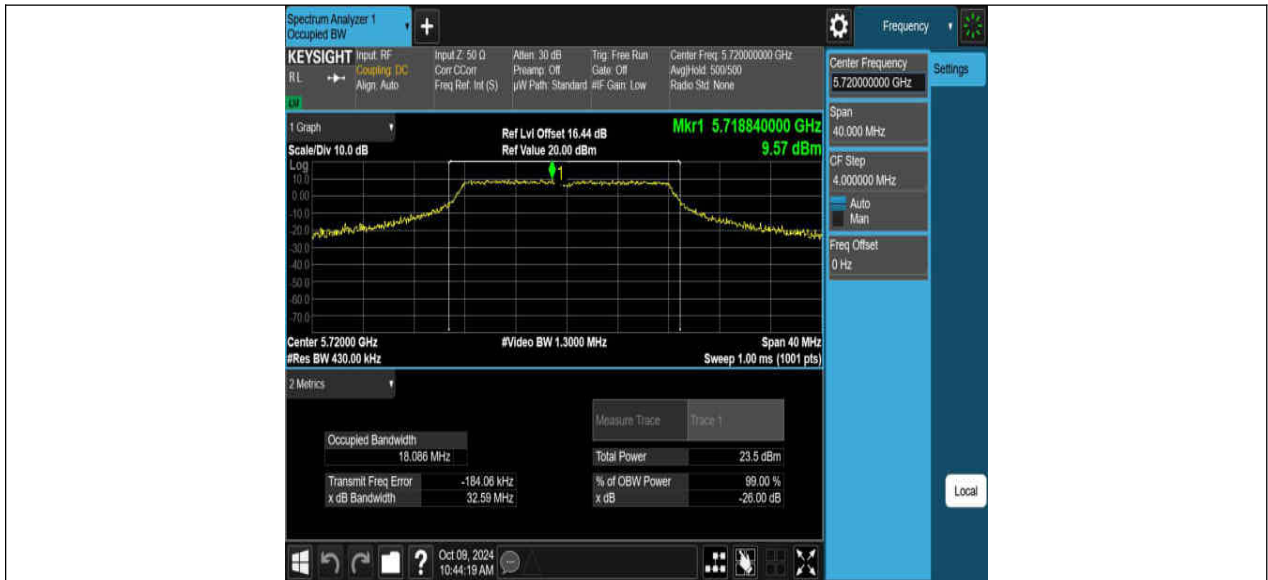 Spectrum Analyzer 1
Occupied BW
+
Frequency
KEYSIGHT
RL
LM
Input: RF
Coupling: DC
Align: Auto
Input Z: 50 Ω
Corr CCorr
Freq Ref: Int (S)
Atten: 30 dB
Preamp: Off
µW Path: Standard
Trig: Free Run
Gate: Off
#IF Gain: Low
Center Freq: 5.720000000 GHz
Avg|Hold: 500/500
Radio Std: None
Center Frequency
5.720000000 GHz
Settings
Span
40.000 MHz
CF Step
4.000000 MHz
Auto
Man
Freq Offset
0 Hz
Local
1 Graph
Scale/Div 10.0 dB
Ref Lvl Offset 16.44 dB
Ref Value 20.00 dBm
Mkr1 5.718840000 GHz
9.57 dBm
Log
10.0
0.00
-10.0
-20.0
-30.0
-40.0
-50.0
-60.0
-70.0
1
Center 5.72000 GHz
#Res BW 430.00 kHz
#Video BW 1.3000 MHz
Span 40 MHz
Sweep 1.00 ms (1001 pts)
2 Metrics
Measure Trace Trace 1
Occupied Bandwidth
18.086 MHz
Total Power 23.5 dBm
Transmit Freq Error -184.06 kHz
% of OBW Power 99.00 %
x dB Bandwidth 32.59 MHz
x dB -26.00 dB
?
Oct 09, 2024
10:44:19 AM